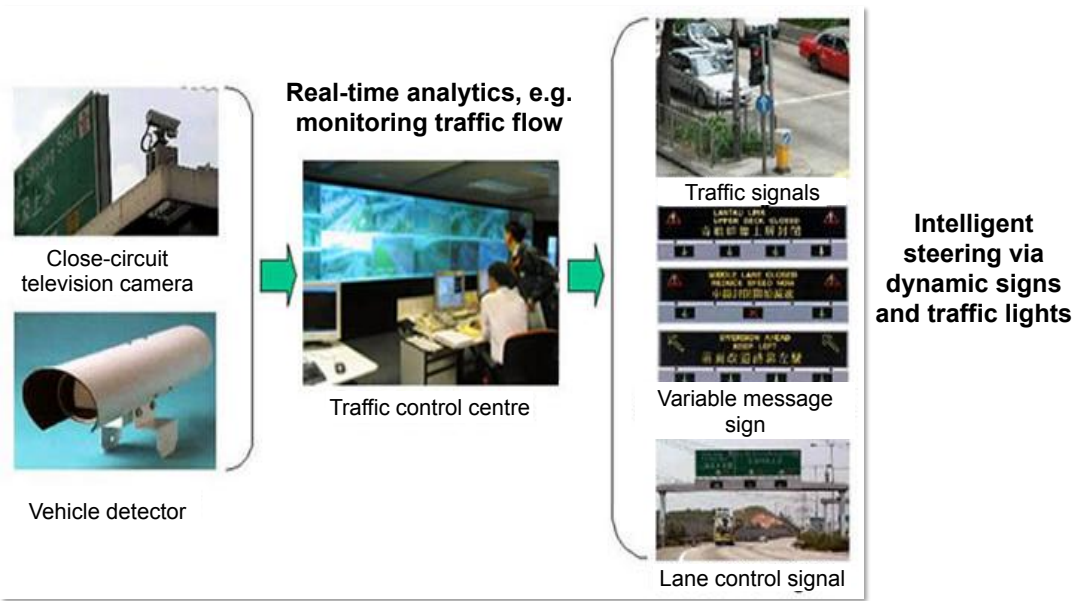 Close-circuit
television camera
Vehicle detector
Real-time analytics, e.g.
monitoring traffic flow
Traffic control centre
Traffic signals
LANTAU LINK
UPPER DECK CLOSED
MIDDLE LANE CLOSED
REDUCE SPEED NOW
DIVERSION AHEAD
KEEP LEFT
Variable message
sign
Lane control signal
Intelligent
steering via
dynamic signs
and traffic lights